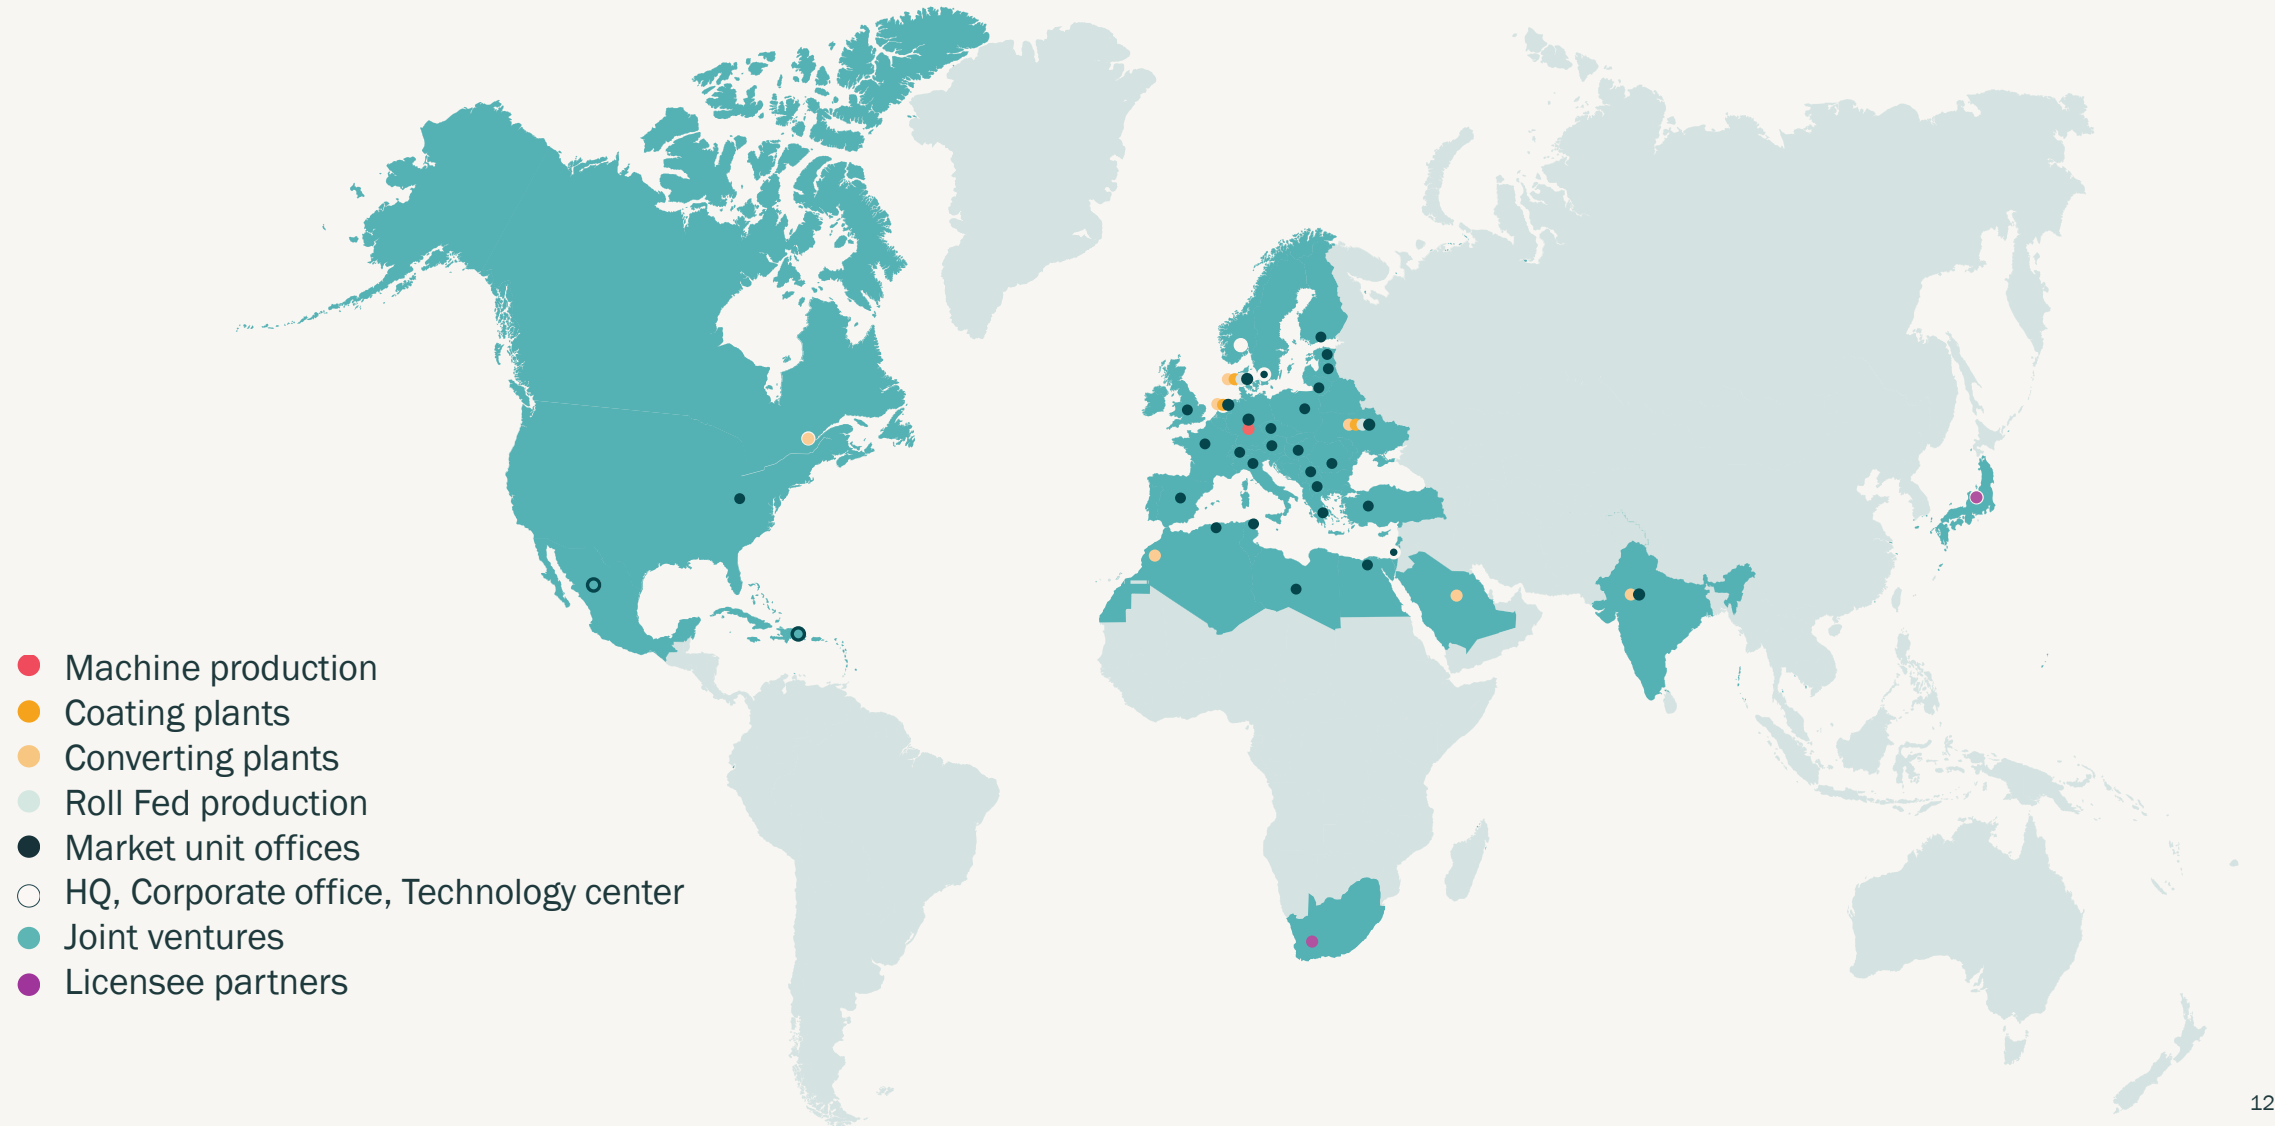 Machine production
Coating plants
Converting plants
Roll Fed production
Market unit offices
HQ, Corporate office, Technology center
Joint ventures
Licensee partners
12